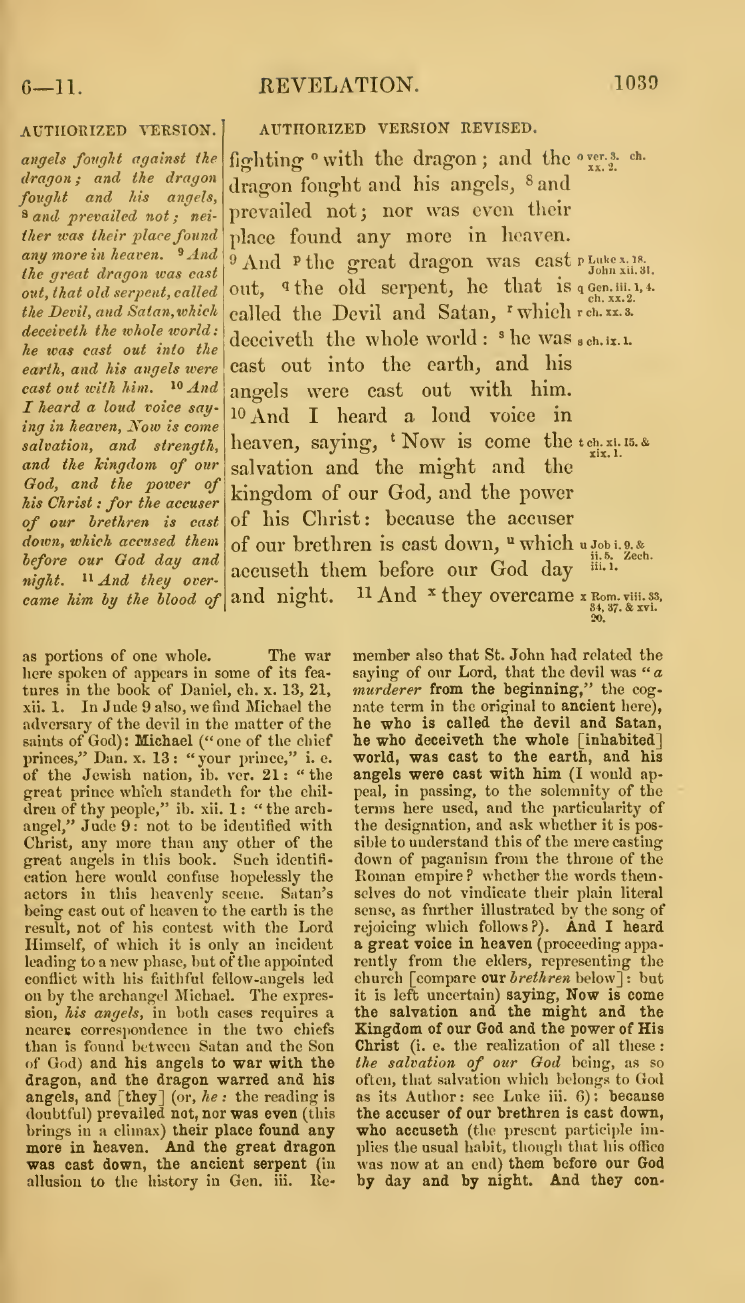 6—11.
REVELATION.
1039
AUTHORIZED VERSION.
angels fought against the
dragon; and the dragon
fought and his angels,
8 and prevailed not; nei-
ther was their place found
any more in heaven. 9 And
the great dragon was cast
out, that old serpent, called
the Devil, and Satan, which
deceiveth the whole world:
he was cast out into the
earth, and his angels were
cast out with him. 10 And
I heard a loud voice say-
ing in heaven, Now is come
salvation, and strength,
and the kingdom of our
God, and the power of
his Christ: for the accuser
of our brethren is cast
down, which accused them
before our God day and
night. 11 And they over-
came him by the blood of
AUTHORIZED VERSION REVISED.
fighting o with the dragon; and the
dragon fought and his angels, 8 and
prevailed not; nor was even their
place found any more in heaven.
9 And p the great dragon was cast
out, q the old serpent, he that is
called the Devil and Satan, r which
deceiveth the whole world: s he was
cast out into the earth, and his
angels were cast out with him.
10 And I heard a loud voice in
heaven, saying, t Now is come the
salvation and the might and the
kingdom of our God, and the power
of his Christ: because the accuser
of our brethren is cast down, u which
accuseth them before our God day
and night. 11 And x they overcame
o ver. 3. ch.
xx. 2.
p Luke x. 18.
John xii. 31.
q Gen. iii. 1, 4.
ch. xx. 2.
r ch. xx. 3.
s ch. ix. 1.
t ch. xi. 15. &
xix. 1.
u Job i. 9. &
ii. 5. Zech.
iii. 1.
x Rom. viii. 33,
34, 37. & xvi.
20.
as portions of one whole. The war
here spoken of appears in some of its fea-
tures in the book of Daniel, ch. x. 13, 21,
xii. 1. In Jude 9 also, we find Michael the
adversary of the devil in the matter of the
saints of God): Michael (“one of the chief
princes,” Dan. x. 13: “your prince,” i. e.
of the Jewish nation, ib. ver. 21: “the
great prince which standeth for the chil-
dren of thy people,” ib. xii. 1: “the arch-
angel,” Jude 9: not to be identified with
Christ, any more than any other of the
great angels in this book. Such identifi-
cation here would confuse hopelessly the
actors in this heavenly scene. Satan's
being cast out of heaven to the earth is the
result, not of his contest with the Lord
Himself, of which it is only an incident
leading to a new phase, but of the appointed
conflict with his faithful fellow-angels led
on by the archangel Michael. The expres-
sion, his angels, in both cases requires a
nearer correspondence in the two chiefs
than is found between Satan and the Son
of God) and his angels to war with the
dragon, and the dragon warred and his
angels, and [they] (or, he: the reading is
doubtful) prevailed not, nor was even (this
brings in a climax) their place found any
more in heaven. And the great dragon
was cast down, the ancient serpent (in
allusion to the history in Gen. iii. Re-
member also that St. John had related the
saying of our Lord, that the devil was “a
murderer from the beginning,” the cog-
nate term in the original to ancient here),
he who is called the devil and Satan,
he who deceiveth the whole [inhabited]
world, was cast to the earth, and his
angels were cast with him (I would ap-
peal, in passing, to the solemnity of the
terms here used, and the particularity of
the designation, and ask whether it is pos-
sible to understand this of the mere casting
down of paganism from the throne of the
Roman empire? whether the words them-
selves do not vindicate their plain literal
sense, as further illustrated by the song of
rejoicing which follows?). And I heard
a great voice in heaven (proceeding appa-
rently from the elders, representing the
church [compare our brethren below]: but
it is left uncertain) saying, Now is come
the salvation and the might and the
Kingdom of our God and the power of His
Christ (i. e. the realization of all these:
the salvation of our God being, as so
often, that salvation which belongs to God
as its Author: see Luke iii. 6): because
the accuser of our brethren is cast down,
who accuseth (the present participle im-
plies the usual habit, though that his office
was now at an end) them before our God
by day and by night. And they con-